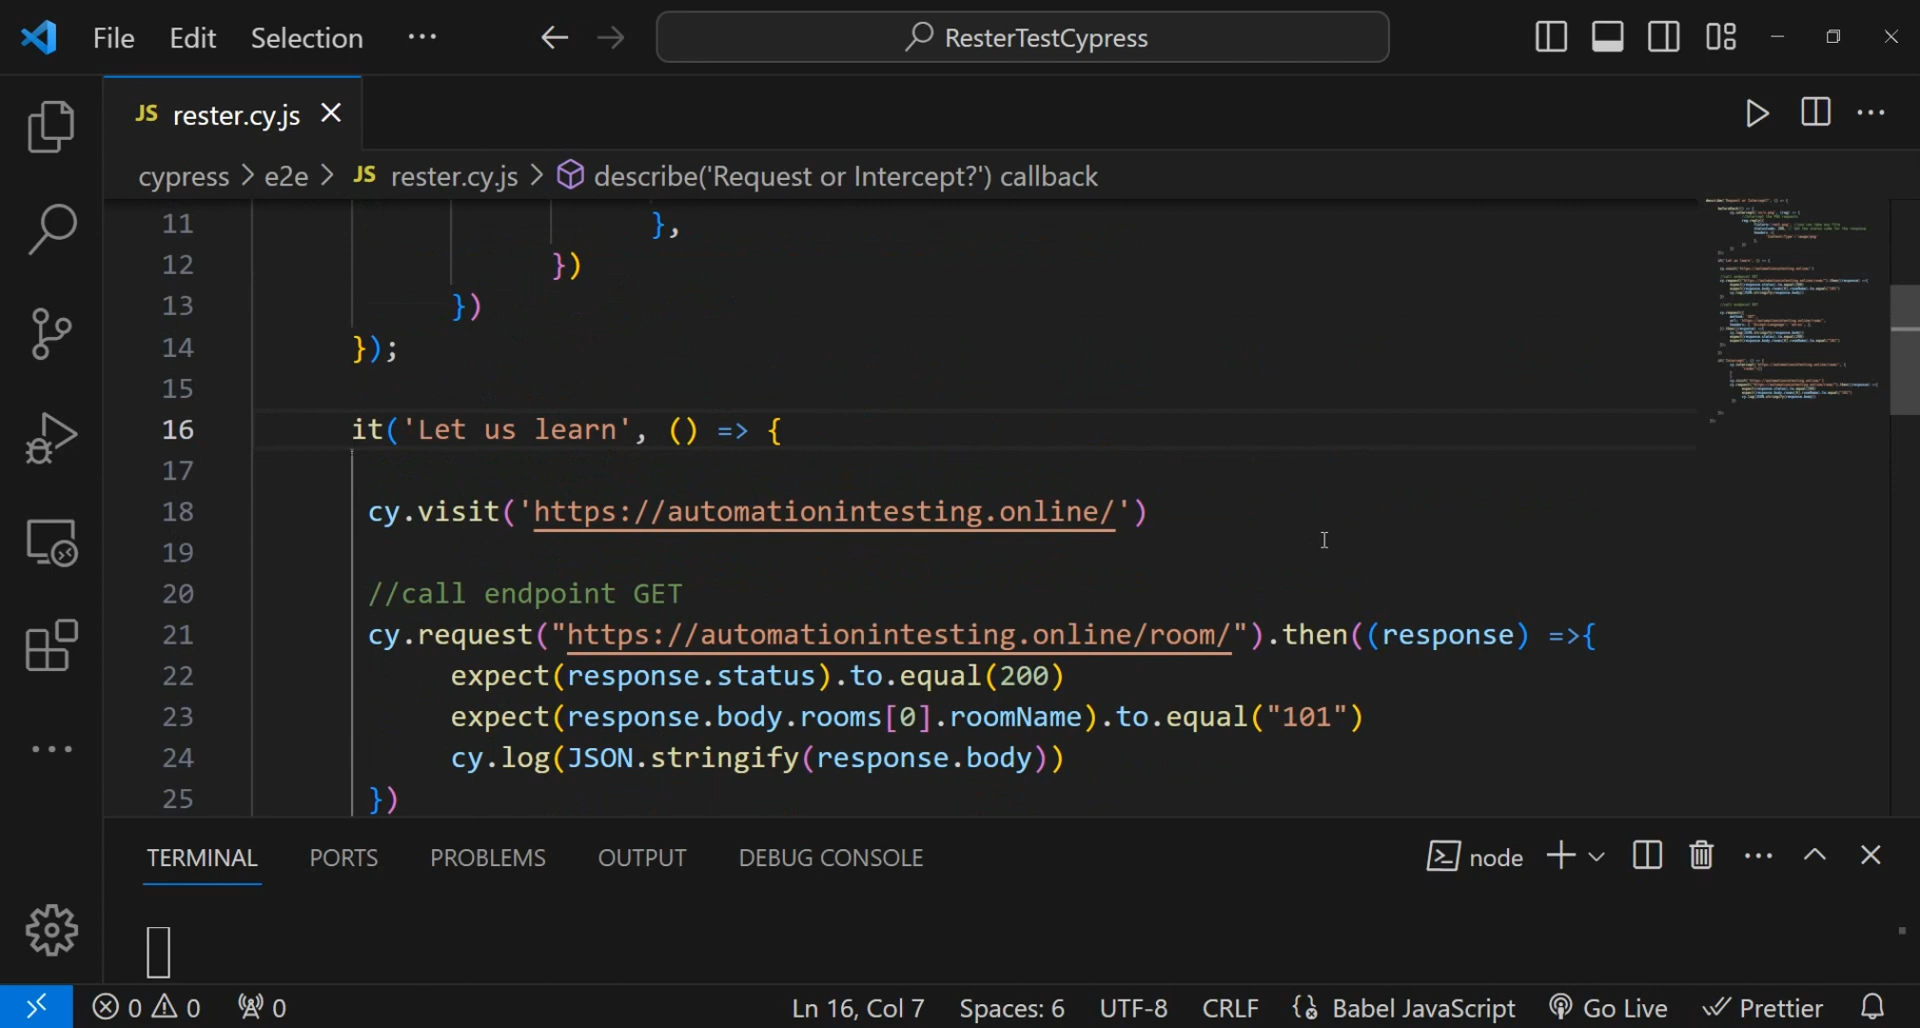 File Edit Selection ··· ResterTestCypress
JS rester.cy.js
cypress > e2e > JS rester.cy.js > describe('Request or Intercept?') callback
11 },
12 })
13 })
14 });
15
16 it('Let us learn', () => {
17
18 cy.visit('https://automationintesting.online/')
19
20 //call endpoint GET
21 cy.request("https://automationintesting.online/room/").then((response) =>{
22 expect(response.status).to.equal(200)
23 expect(response.body.rooms[0].roomName).to.equal("101")
24 cy.log(JSON.stringify(response.body))
25 })
TERMINAL PORTS PROBLEMS OUTPUT DEBUG CONSOLE node
0 0 0 Ln 16, Col 7 Spaces: 6 UTF-8 CRLF Babel JavaScript Go Live Prettier